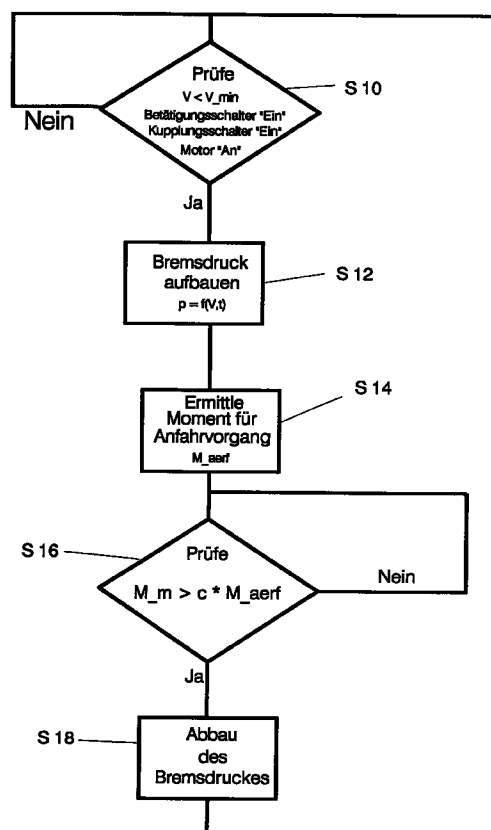 Prüfe
V < V_min
Betätigungsschalter "Ein"
Kupplungsschalter "Ein"
Motor "An"
S 10
Nein
Ja
Bremsdruck
aufbauen
p = f(V,t)
S 12
Ermittle
Moment für
Anfahrvorgang
M_aerf
S 14
S 16
Prüfe
M_m > c * M_aerf
Nein
Ja
S 18
Abbau
des
Bremsdruckes